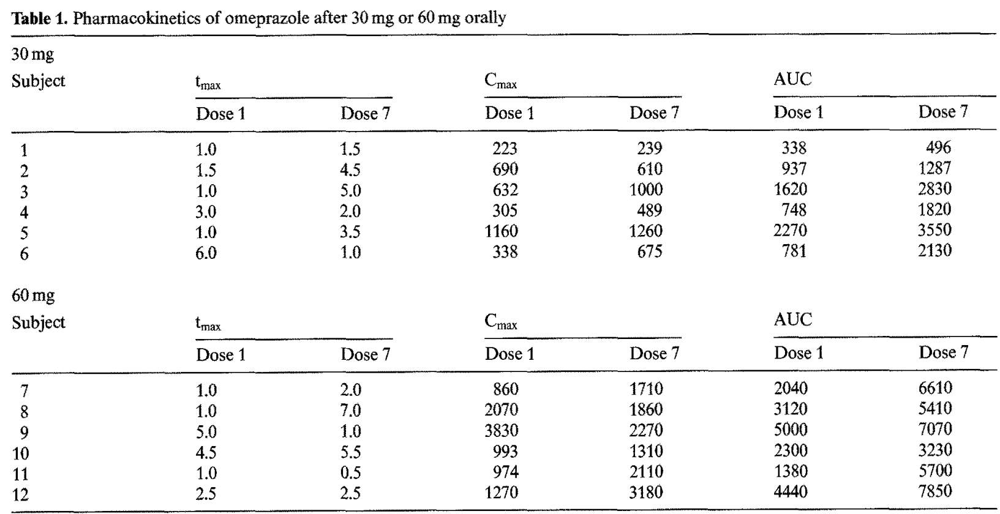 Table 1. Pharmacokinetics of omeprazole after 30 mg or 60 mg orally
30 mg
Subject tmax Cmax AUC
Dose 1 Dose 7 Dose 1 Dose 7 Dose 1 Dose 7
1 1.0 1.5 223 239 338 496
2 1.5 4.5 690 610 937 1287
3 1.0 5.0 632 1000 1620 2830
4 3.0 2.0 305 489 748 1820
5 1.0 3.5 1160 1260 2270 3550
6 6.0 1.0 338 675 781 2130
60 mg
Subject tmax Cmax AUC
Dose 1 Dose 7 Dose 1 Dose 7 Dose 1 Dose 7
7 1.0 2.0 860 1710 2040 6610
8 1.0 7.0 2070 1860 3120 5410
9 5.0 1.0 3830 2270 5000 7070
10 4.5 5.5 993 1310 2300 3230
11 1.0 0.5 974 2110 1380 5700
12 2.5 2.5 1270 3180 4440 7850